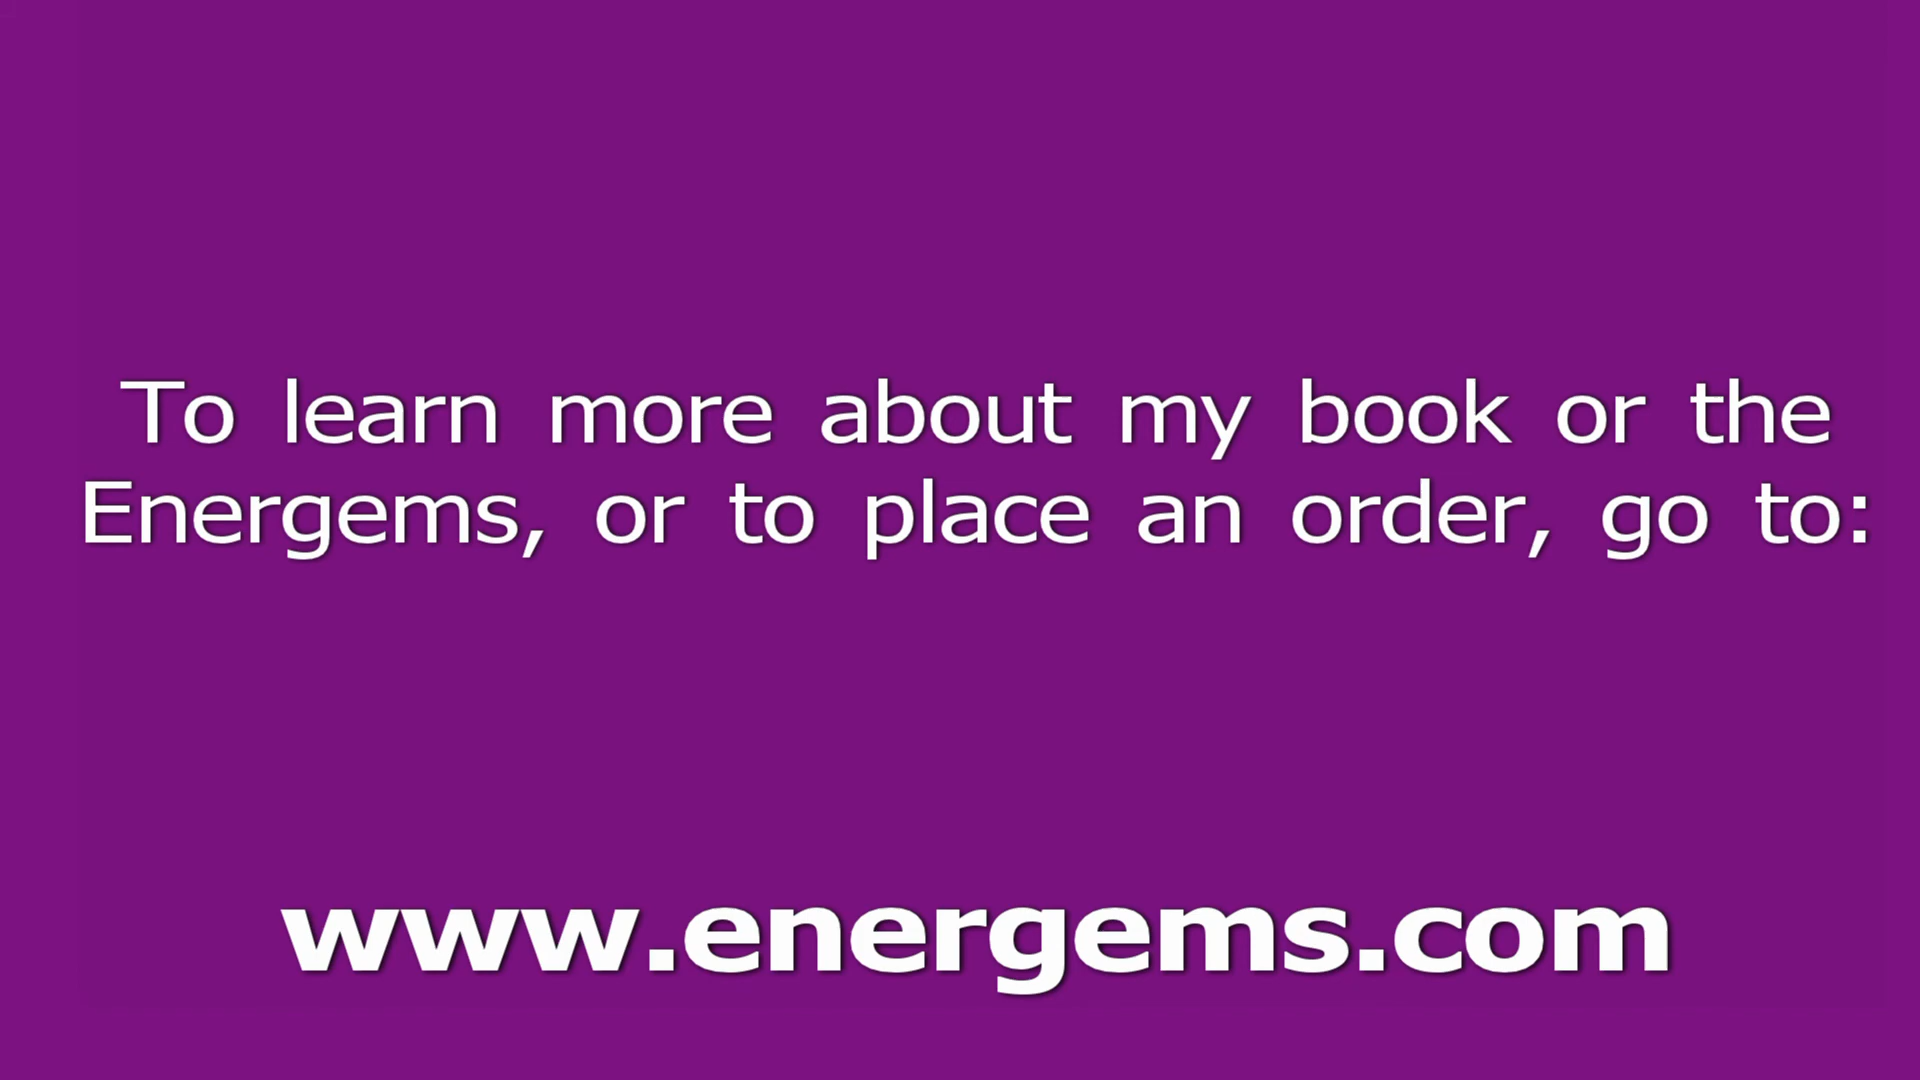 To learn more about my book or the
Energems, or to place an order, go to:
www.energems.com